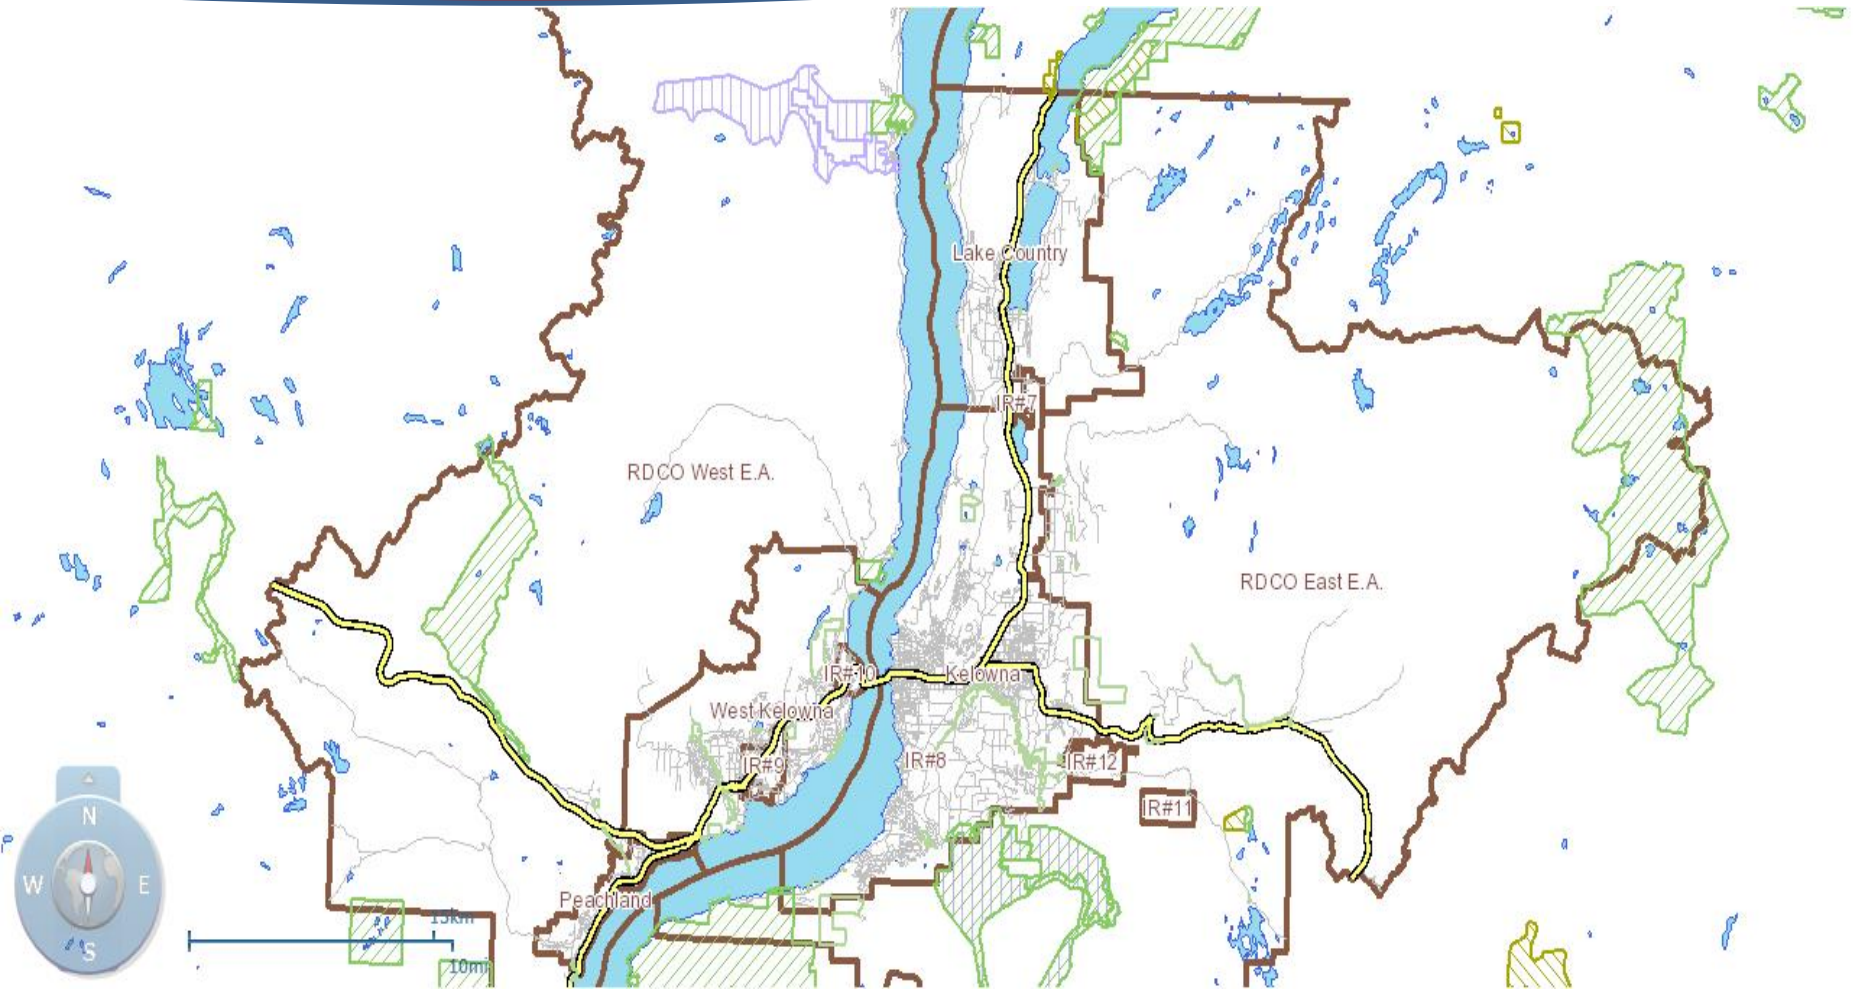 Lake Country
IR#7
RDCO West E.A.
RDCO East E.A.
IR#10
Kelowna
West Kelowna
IR#9
IR#8
IR#12
IR#11
Peachland
N
W
E
S
15km
10mi